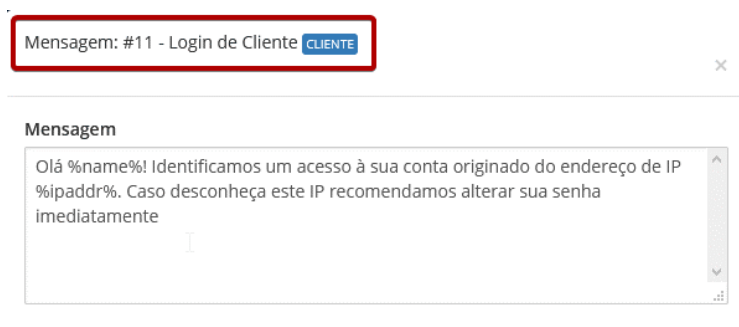 Mensagem: #11 - Login de Cliente CLIENTE
×
Mensagem
Olá %name%! Identificamos um acesso à sua conta originado do endereço de IP
%ipaddr%. Caso desconheça este IP recomendamos alterar sua senha
imediatamente